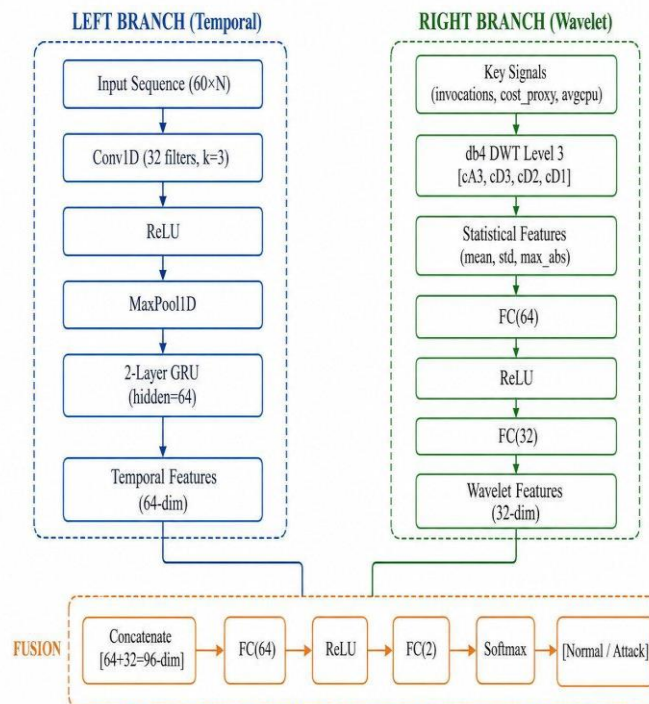 LEFT BRANCH (Temporal)
Input Sequence (60×N)
Conv1D (32 filters, k=3)
ReLU
MaxPool1D
2-Layer GRU
(hidden=64)
Temporal Features
(64-dim)
RIGHT BRANCH (Wavelet)
Key Signals
(invocations, cost_proxy, avgcpu)
db4 DWT Level 3
[cA3, cD3, cD2, cD1]
Statistical Features
(mean, std, max_abs)
FC(64)
ReLU
FC(32)
Wavelet Features
(32-dim)
FUSION
Concatenate
[64+32=96-dim]
FC(64)
ReLU
FC(2)
Softmax
[Normal / Attack]